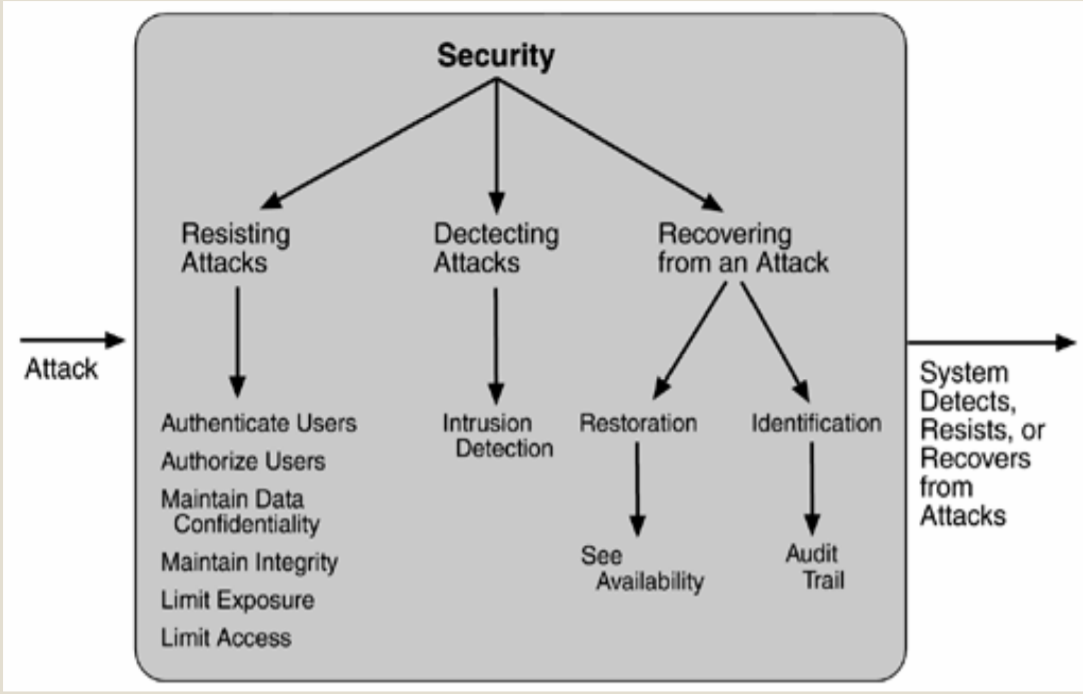 Security
Resisting
Attacks
Dectecting
Attacks
Recovering
from an Attack
Attack
Authenticate Users
Authorize Users
Maintain Data
Confidentiality
Maintain Integrity
Limit Exposure
Limit Access
Intrusion
Detection
Restoration
Identification
See
Availability
Audit
Trail
System
Detects,
Resists, or
Recovers
from
Attacks